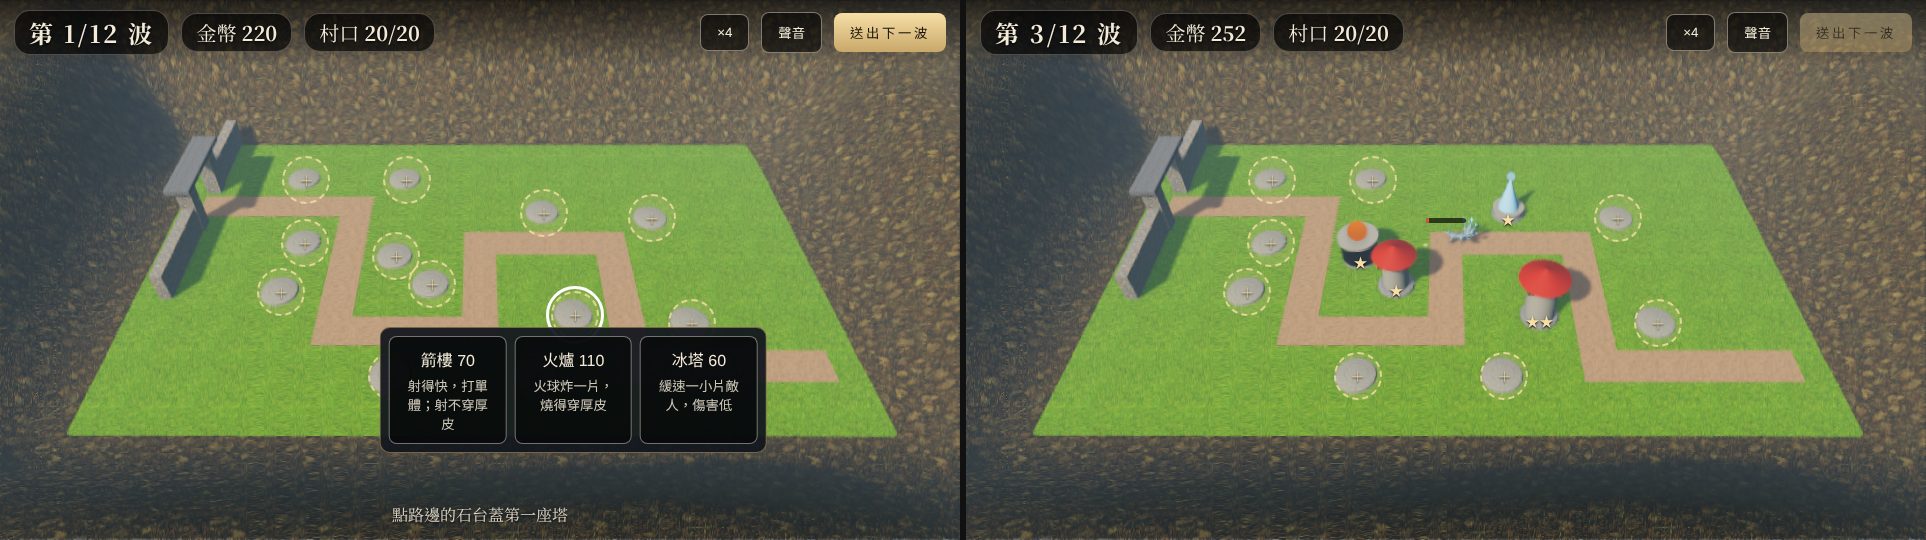 第 1/12 波
金幣 220
村口 20/20
×4
聲音
送出下一波
箭樓 70
射得快，打單
體；射不穿厚
皮
火爐 110
火球炸一片，
燒得穿厚皮
冰塔 60
緩速一小片敵
人，傷害低
點路邊的石台蓋第一座塔
第 3/12 波
金幣 252
村口 20/20
×4
聲音
送出下一波